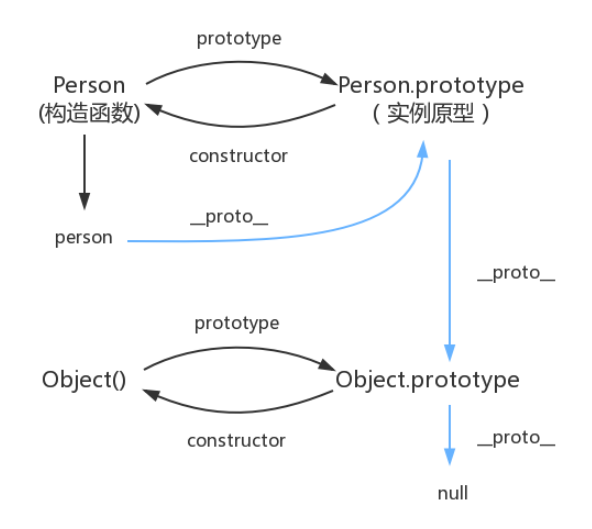 prototype
Person
(构造函数)
Person.prototype
（实例原型）
constructor
__proto__
person
__proto__
prototype
Object()
Object.prototype
constructor
__proto__
null